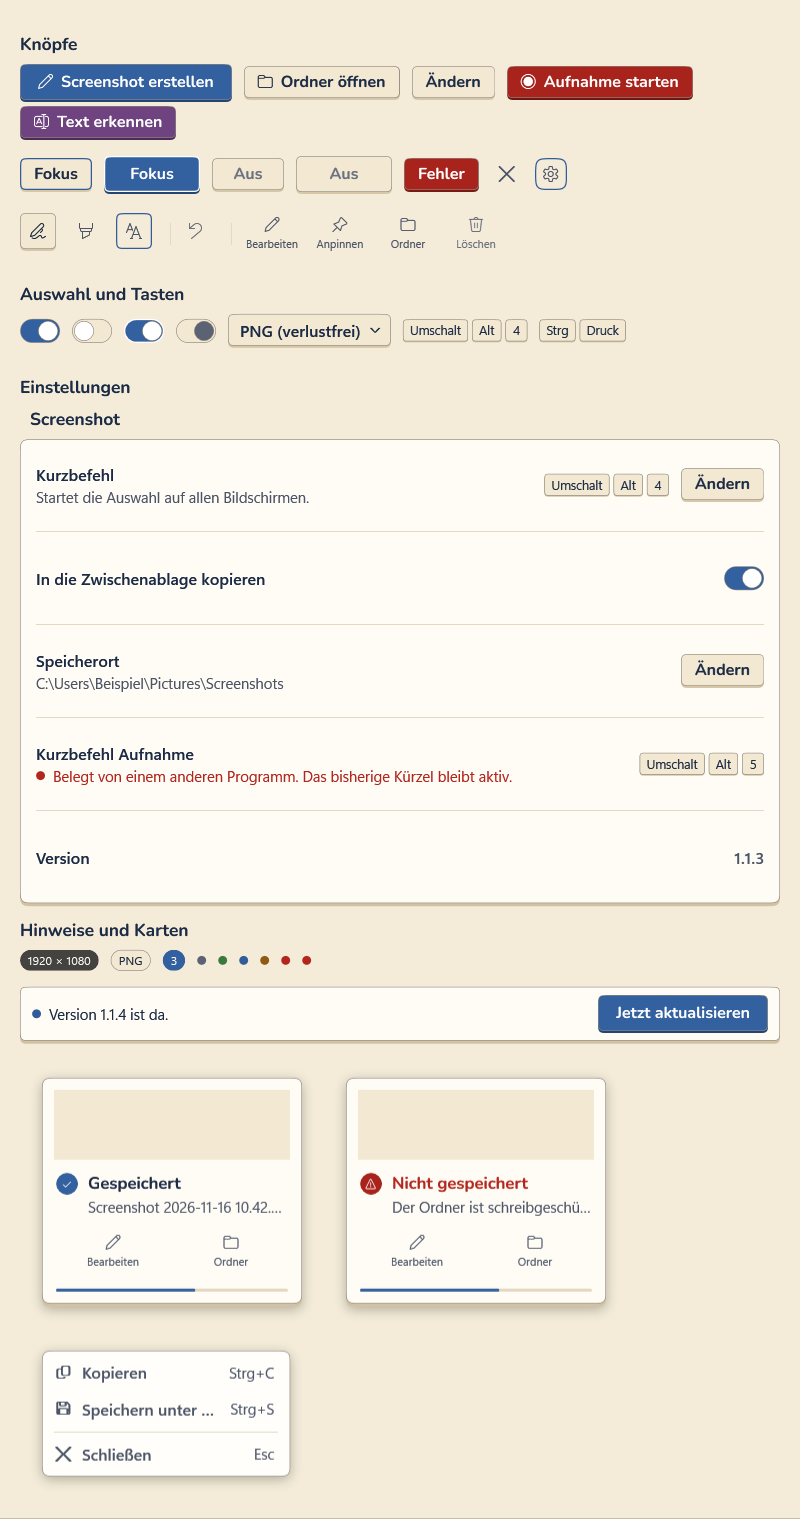 Knöpfe
Screenshot erstellen Ordner öffnen Ändern Aufnahme starten
Text erkennen
Fokus Fokus Aus Aus Fehler
Bearbeiten Anpinnen Ordner Löschen
Auswahl und Tasten
PNG (verlustfrei) Umschalt Alt 4 Strg Druck
Einstellungen
Screenshot
Kurzbefehl
Startet die Auswahl auf allen Bildschirmen.
Umschalt Alt 4 Ändern
In die Zwischenablage kopieren
Speicherort
C:\Users\Beispiel\Pictures\Screenshots
Ändern
Kurzbefehl Aufnahme
Belegt von einem anderen Programm. Das bisherige Kürzel bleibt aktiv.
Umschalt Alt 5
Version 1.1.3
Hinweise und Karten
1920 × 1080 PNG 3
Version 1.1.4 ist da. Jetzt aktualisieren
Gespeichert
Screenshot 2026-11-16 10.42....
Bearbeiten Ordner
Nicht gespeichert
Der Ordner ist schreibgeschü...
Bearbeiten Ordner
Kopieren Strg+C
Speichern unter ... Strg+S
Schließen Esc